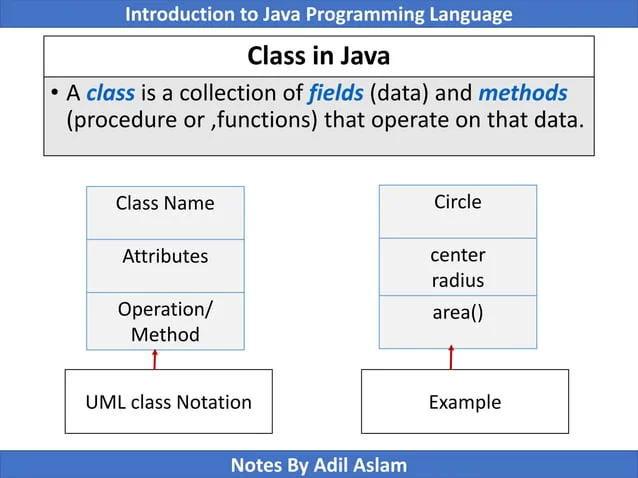 Introduction to Java Programming Language
Class in Java
• A class is a collection of fields (data) and methods
(procedure or ,functions) that operate on that data.
Class Name
Attributes
Operation/
Method
UML class Notation
Circle
center
radius
area()
Example
Notes By Adil Aslam